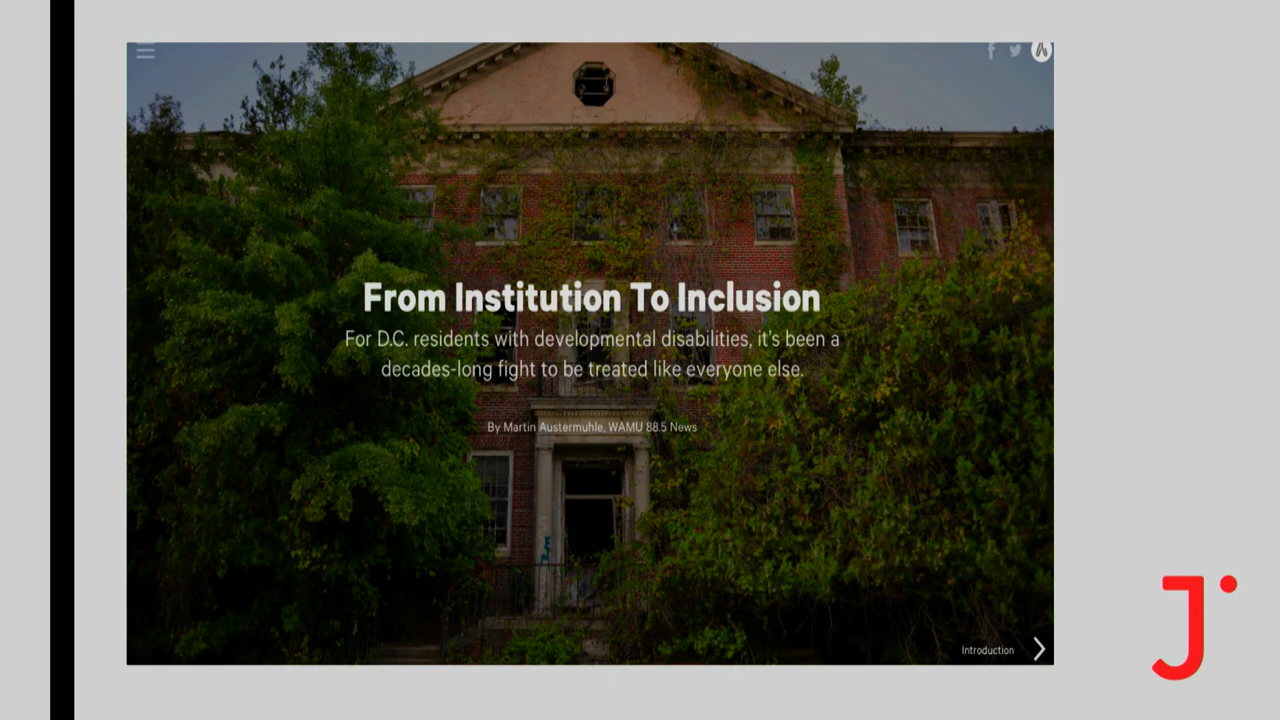 From Institution To Inclusion
For D.C. residents with developmental disabilities, it's been a
decades-long fight to be treated like everyone else.
By Martin Austermuhle, WAMU 88.5 News
Introduction
J